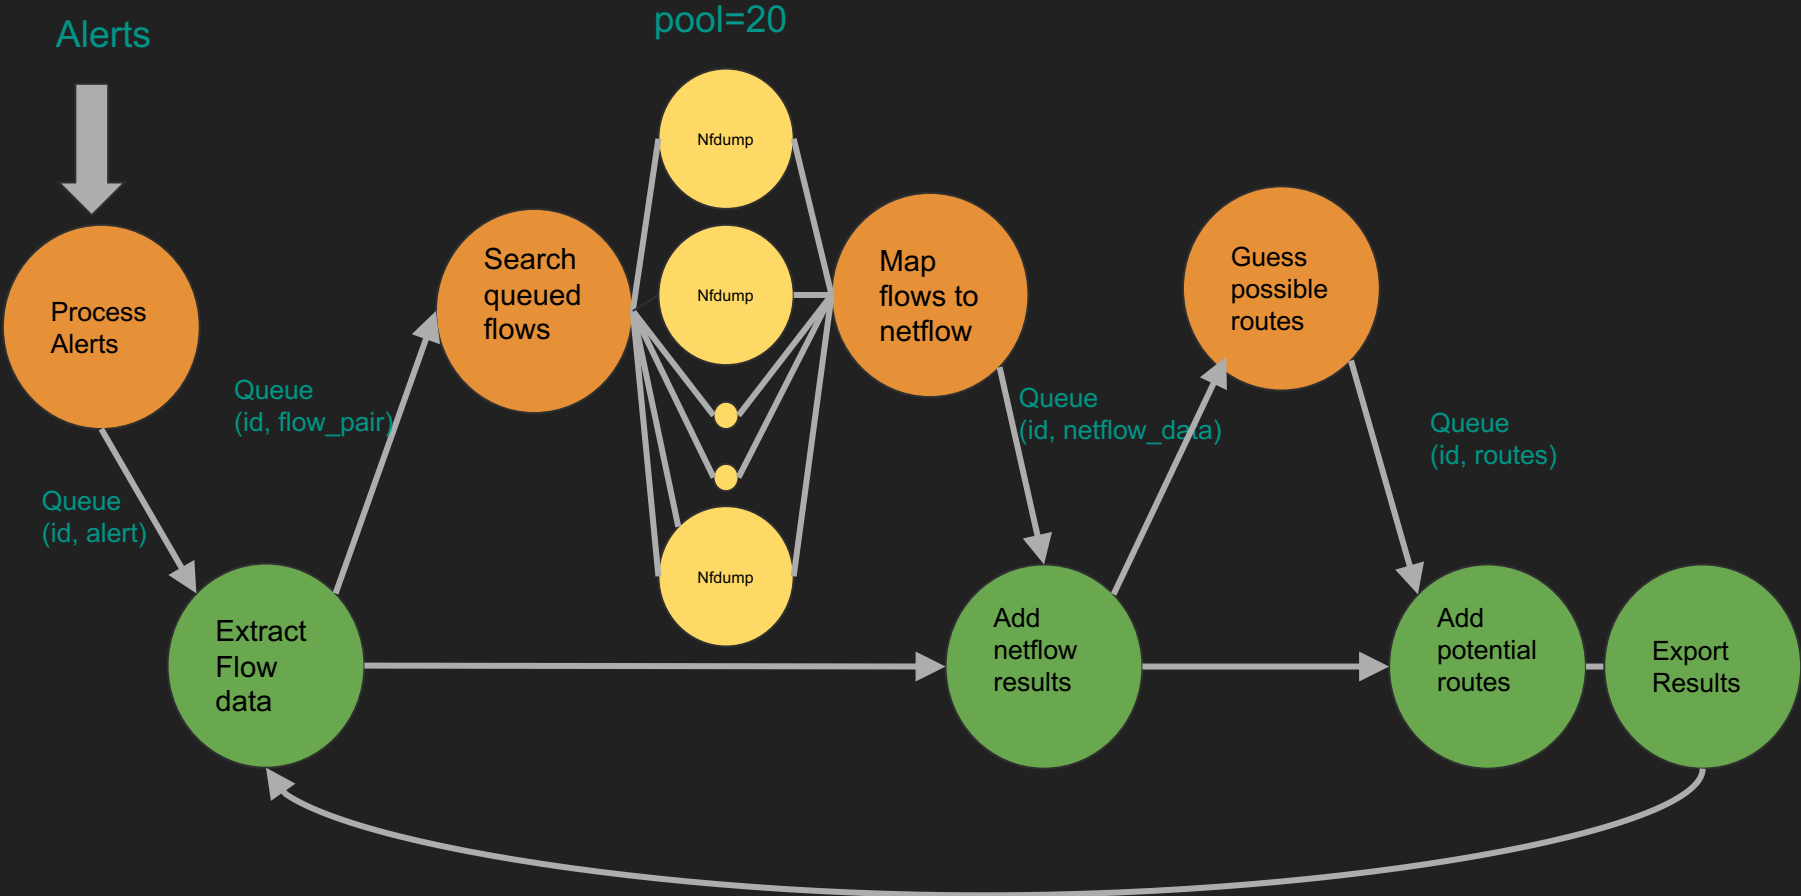 Alerts
pool=20
Nfdump
Nfdump
Nfdump
Process
Alerts
Queue
(id, alert)
Extract
Flow
data
Queue
(id, flow_pair)
Search
queued
flows
Map
flows to
netflow
Queue
(id, netflow_data)
Add
netflow
results
Guess
possible
routes
Queue
(id, routes)
Add
potential
routes
Export
Results